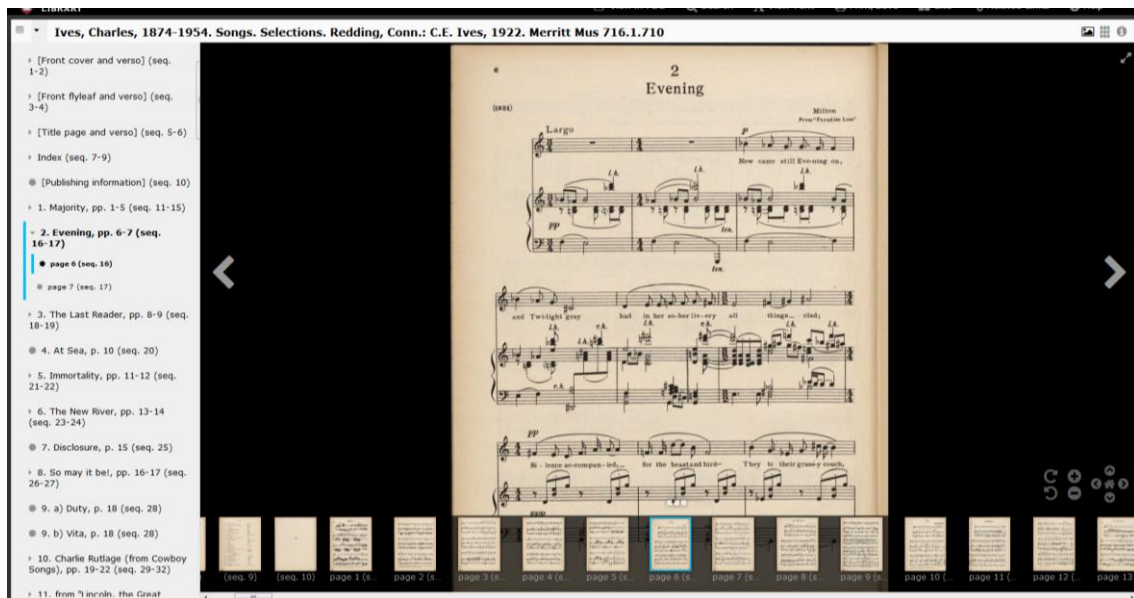 LIBRARY
Ives, Charles, 1874-1954. Songs. Selections. Redding, Conn.: C.E. Ives, 1922. Merritt Mus 716.1.710
[Front cover and verso] (seq.
1-2)
[Front flyleaf and verso] (seq.
3-4)
[Title page and verso] (seq. 5-6)
Index (seq. 7-9)
[Publishing information] (seq. 10)
1. Majority, pp. 1-5 (seq. 11-15)
2. Evening, pp. 6-7 (seq.
16-17)
page 6 (seq. 16)
page 7 (seq. 17)
3. The Last Reader, pp. 8-9 (seq.
18-19)
4. At Sea, p. 10 (seq. 20)
5. Immortality, pp. 11-12 (seq.
21-22)
6. The New River, pp. 13-14
(seq. 23-24)
7. Disclosure, p. 15 (seq. 25)
8. So may it be!, pp. 16-17 (seq.
26-27)
9. a) Duty, p. 18 (seq. 28)
9. b) Vita, p. 18 (seq. 28)
10. Charlie Rutlage (from Cowboy
Songs), pp. 19-22 (seq. 29-32)
11. from "Lincoln, the Great
6
2
Evening
(1921)
Milton
From "Paradise Lost"
Largo
p
Now came still Eve-ning on,
l.h. l.h. l.h.
pp
ten.
ten.
and Twi-light grey had in her so-ber liv-ery all things clad;
pp
Si - lence ac-compan-ied; for the beast and bird- They to their grass-y couch,
ppp
(seq. 9) (seq. 10) page 1 (s... page 2 (s... page 3 (s... page 4 (s... page 5 (s... page 6 (s... page 7 (s... page 8 (s... page 9 (s... page 10 (... page 11 (... page 12 (... page 13